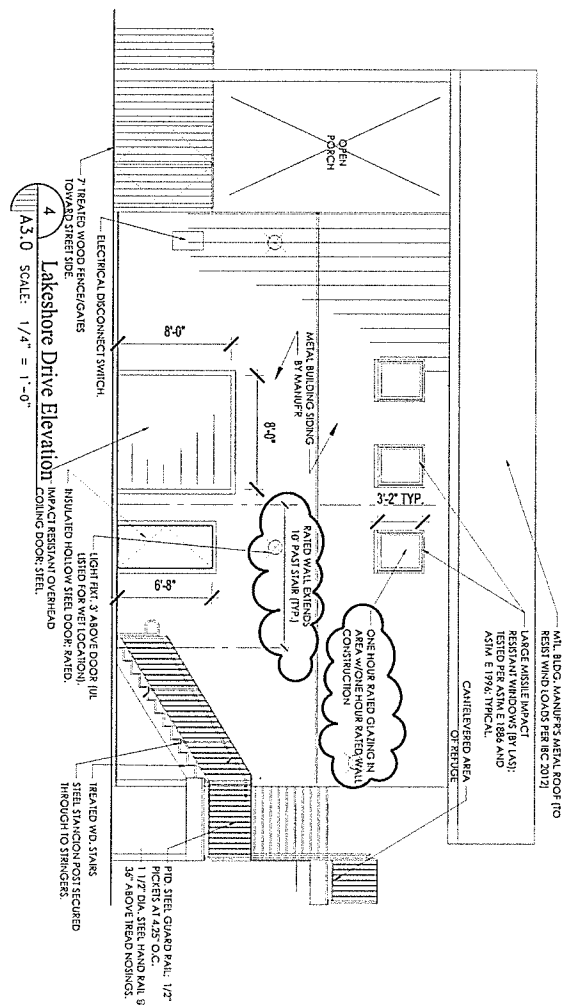 MTL. BLDG. MANUFR'S METAL ROOF (TO
RESIST WIND LOADS PER IBC 2012)
LARGE MISSILE IMPACT
RESISTANT WINDOWS (BY LAS);
TESTED PER ASTM E 1886 AND
ASTM E 1996; TYPICAL.
CANTELEVERED AREA
OF REFUGE
OPEN
PORCH
3'-2" TYP.
ONE HOUR RATED GLAZING IN
AREA W/ONE HOUR RATED WALL
CONSTRUCTION
METAL BUILDING SIDING
BY MANUF'R
RATED WALL EXTENDS
10' PAST STAIR (TYP.)
8'-0"
8'-0"
6'-8"
PTD. STEEL GUARD RAIL: 1/2"
PICKETS AT 4.25" O.C.
1 1/2" DIA. STEEL HAND RAIL @
36" ABOVE TREAD NOSINGS.
ELECTRICAL DISCONNECT SWITCH.
7' TREATED WOOD FENCE/GATES
TOWARD STREET SIDE.
TREATED WD. STAIRS
STEEL STANCION POST SECURED
THROUGH TO STRINGERS.
LIGHT FIXT. 3' ABOVE DOOR (UL
LISTED FOR WET LOCATION).
INSULATED HOLLOW STEEL DOOR; RATED.
IMPACT RESISTANT OVERHEAD
COILING DOOR; STEEL.
4
Lakeshore Drive Elevation
A3.0 SCALE: 1/4" = 1'-0"